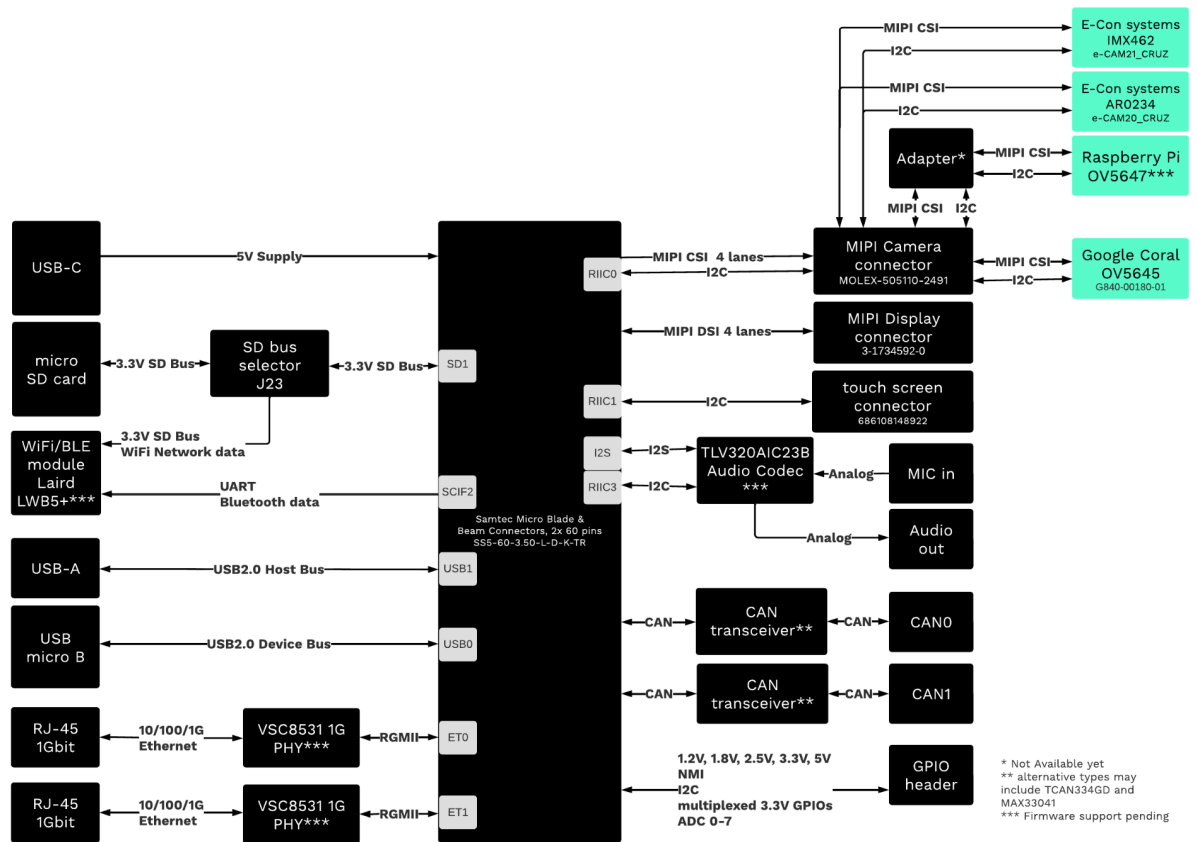 MIPI CSI
I2C
E-Con systems
IMX462
e-CAM21_CRUZ
MIPI CSI
I2C
E-Con systems
AR0234
e-CAM20_CRUZ
Adapter*
MIPI CSI
I2C
Raspberry Pi
OV5647***
MIPI CSI
I2C
USB-C
5V Supply
RIIC0
MIPI CSI 4 lanes
I2C
MIPI Camera
connector
MOLEX-505110-2491
MIPI CSI
I2C
Google Coral
OV5645
G840-00180-01
micro
SD card
3.3V SD Bus
SD bus
selector
J23
3.3V SD Bus
SD1
MIPI DSI 4 lanes
MIPI Display
connector
3-1734592-0
RIIC1
I2C
touch screen
connector
686108148922
WiFi/BLE
module
Laird
LWB5+***
3.3V SD Bus
WiFi Network data
UART
Bluetooth data
SCIF2
I2S
I2S
RIIC3
I2C
TLV320AIC23B
Audio Codec
***
Analog
MIC in
Analog
Audio
out
Samtec Micro Blade &
Beam Connectors, 2x 60 pins
SS5-60-3.50-L-D-K-TR
USB-A
USB2.0 Host Bus
USB1
USB
micro B
USB2.0 Device Bus
USB0
CAN
CAN
transceiver**
CAN
CAN0
CAN
CAN
transceiver**
CAN
CAN1
RJ-45
1Gbit
10/100/1G
Ethernet
VSC8531 1G
PHY***
RGMII
ET0
RJ-45
1Gbit
10/100/1G
Ethernet
VSC8531 1G
PHY***
RGMII
ET1
1.2V, 1.8V, 2.5V, 3.3V, 5V
NMI
I2C
multiplexed 3.3V GPIOs
ADC 0-7
GPIO
header
* Not Available yet
** alternative types may
include TCAN334GD and
MAX33041
*** Firmware support pending